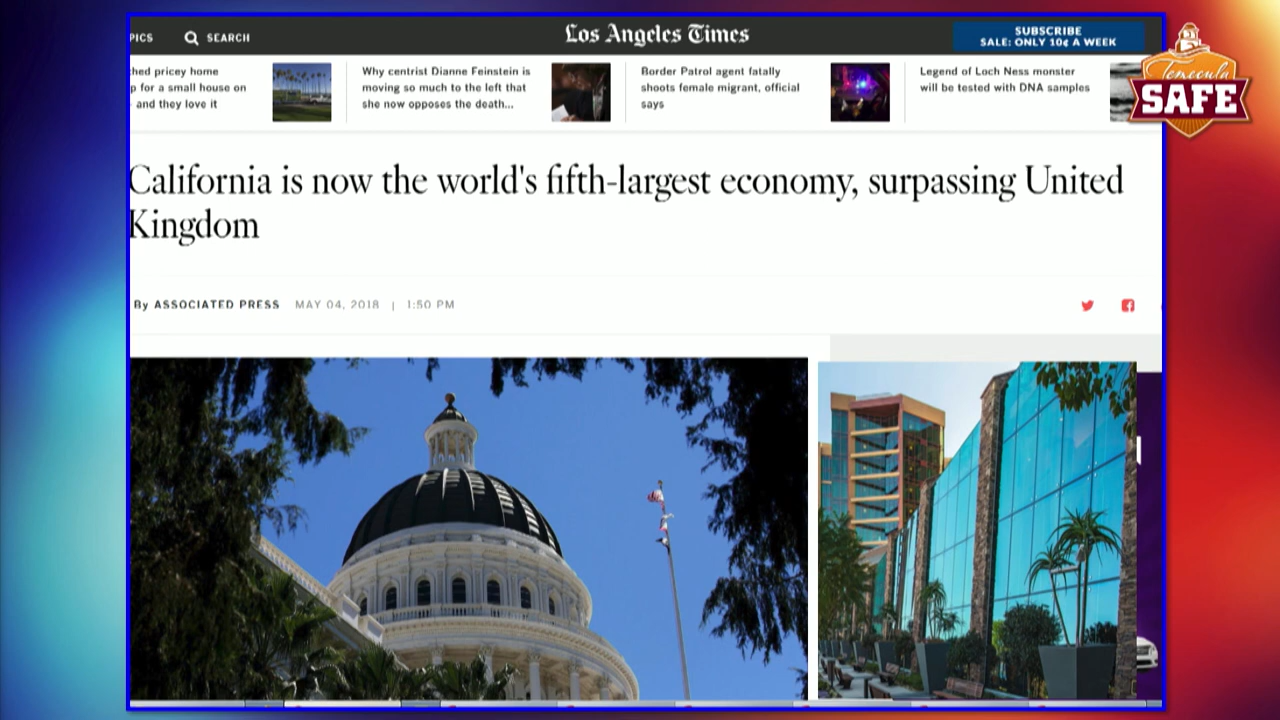 PICS
SEARCH
Los Angeles Times
SUBSCRIBE
SALE: ONLY 10¢ A WEEK
hed pricey home
p for a small house on
and they love it
Why centrist Dianne Feinstein is
moving so much to the left that
she now opposes the death...
Border Patrol agent fatally
shoots female migrant, official
says
Legend of Loch Ness monster
will be tested with DNA samples
Temecula
SAFE
California is now the world's fifth-largest economy, surpassing United
Kingdom
By ASSOCIATED PRESS MAY 04, 2018 | 1:50 PM